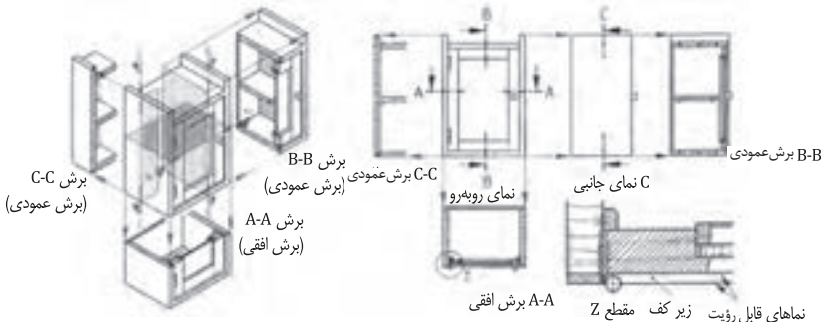 برش C-C
(برش عمودی)
برش B-B
(برش عمودی)
برش A-A
(برش افقی)
B
C
A
A
B
C-C برش عمودی
نمای روبه‌رو
نمای جانبی C
B-B برش عمودی
Z
A-A برش افقی
مقطع Z
زیر کف
نماهای قابل رؤیت